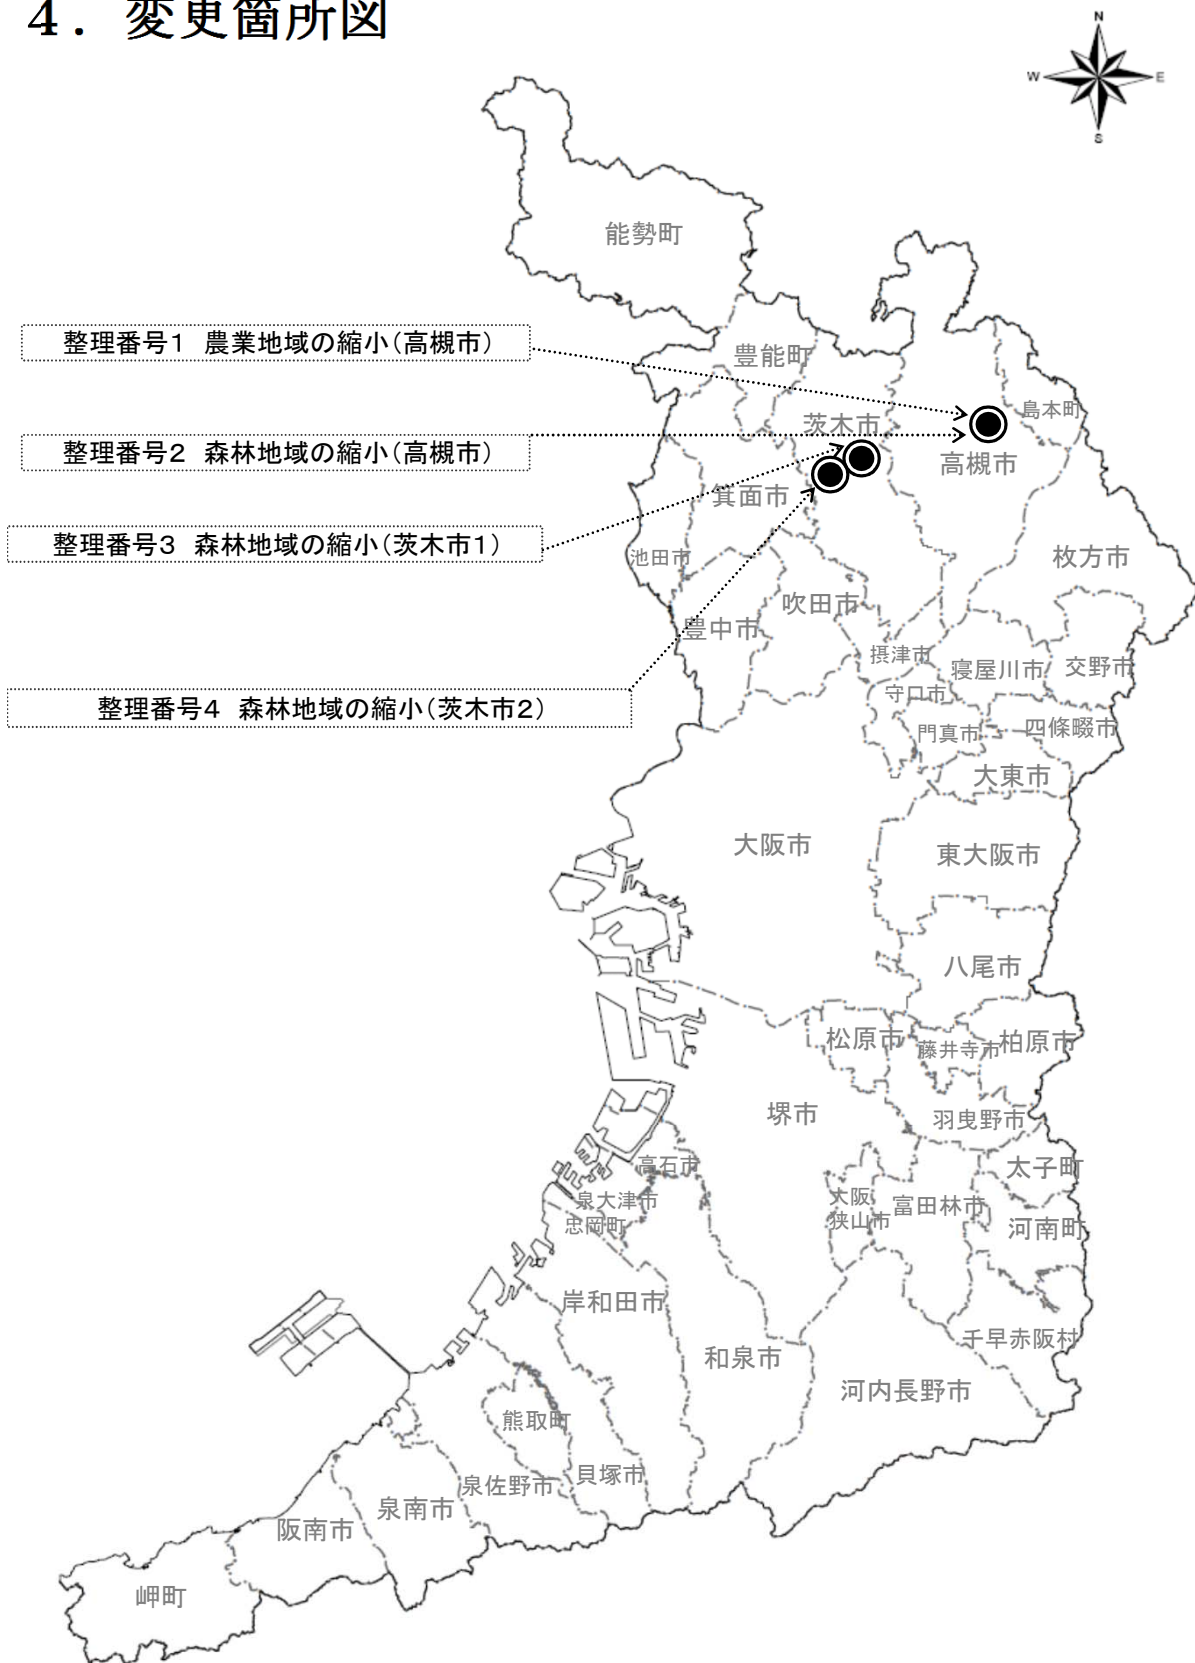 4．変更箇所図
N
W
E
S
能勢町
整理番号1 農業地域の縮小（高槻市）
豊能町
島本町
茨木市
整理番号2 森林地域の縮小（高槻市）
高槻市
箕面市
整理番号3 森林地域の縮小（茨木市1）
池田市
枚方市
吹田市
豊中市
摂津市
寝屋川市
交野市
守口市
整理番号4 森林地域の縮小（茨木市2）
門真市
四條畷市
大東市
大阪市
東大阪市
八尾市
松原市
藤井寺市
柏原市
堺市
羽曳野市
高石市
太子町
泉大津市
大阪
狭山市
富田林市
忠岡町
河南町
岸和田市
千早赤阪村
和泉市
河内長野市
熊取町
貝塚市
泉佐野市
泉南市
阪南市
岬町